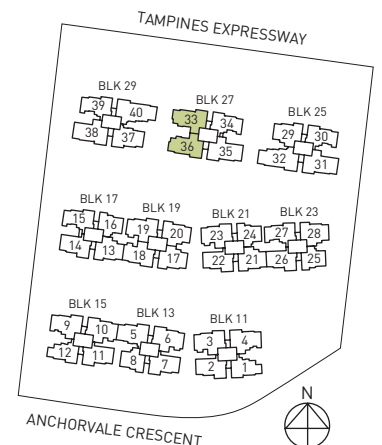 TAMPINES EXPRESSWAY
BLK 29
39 40
38 37
BLK 27
33 34
36 35
BLK 25
29 30
32 31
BLK 17
15 16
14 13
BLK 19
19 20
18 17
BLK 21
23 24
22 21
BLK 23
27 28
26 25
BLK 15
9 10
12 11
BLK 13
5 6
8 7
BLK 11
3 4
2 1
ANCHORVALE CRESCENT
N